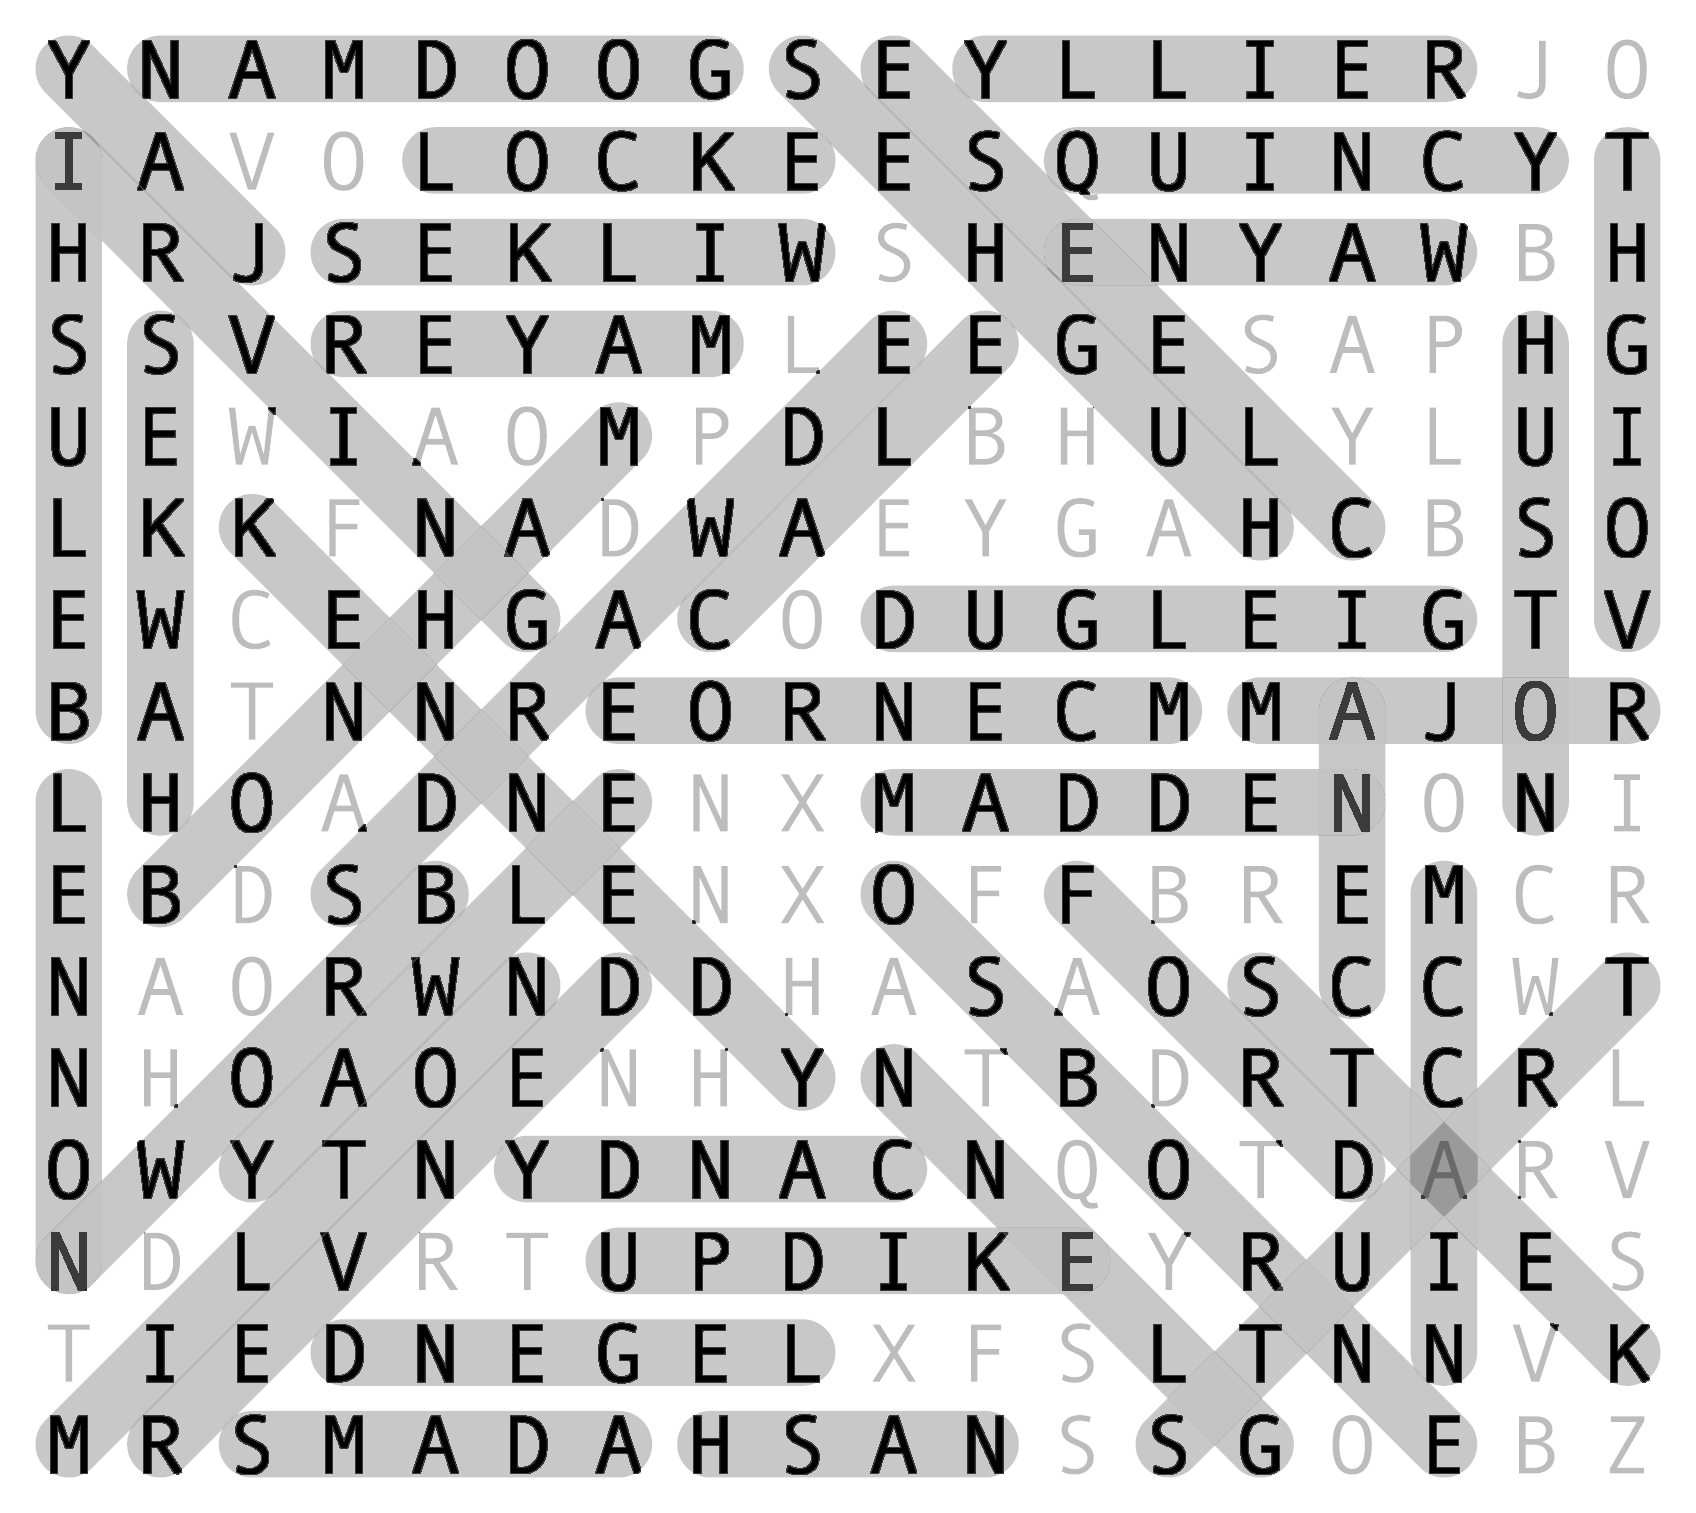 Y N A M D O O G S E Y L L I E R J O
I A V O L O C K E E S Q U I N C Y T
H R J S E K L I W S H E N Y A W B H
S S V R E Y A M L E E G E S A P H G
U E W I A O M P D L B H U L Y L U I
L K K F N A D W A E Y G A H C B S O
E W C E H G A C O D U G L E I G T V
B A T N N R E O R N E C M M A J O R
L H O A D N E N X M A D D E N O N I
E B D S B L E N X O F F B R E M C R
N A O R W N D D H A S A O S C C W T
N H O A O E N H Y N T B D R T C R L
O W Y T N Y D N A C N Q O T D A R V
N D L V R T U P D I K E Y R U I E S
T I E D N E G E L X F S L T N N V K
M R S M A D A H S A N S S G O E B Z